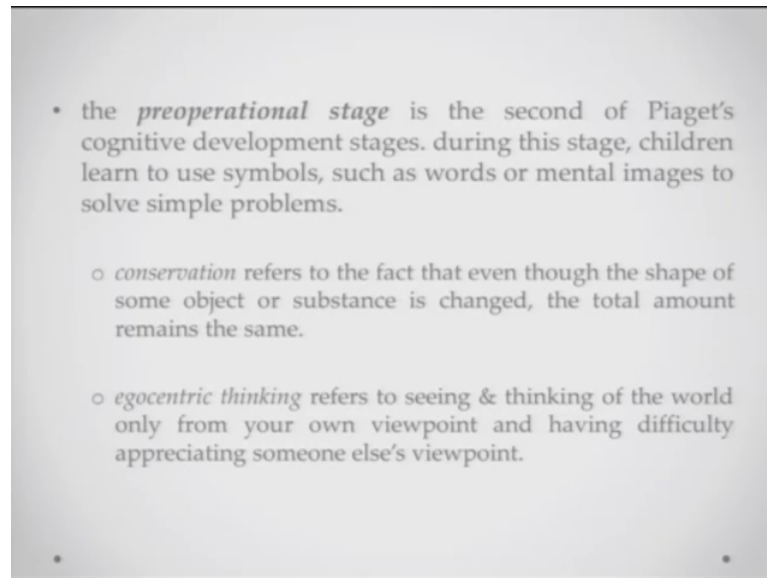 • the preoperational stage is the second of Piaget's
cognitive development stages. during this stage, children
learn to use symbols, such as words or mental images to
solve simple problems.
o conservation refers to the fact that even though the shape of
some object or substance is changed, the total amount
remains the same.
o egocentric thinking refers to seeing & thinking of the world
only from your own viewpoint and having difficulty
appreciating someone else's viewpoint.